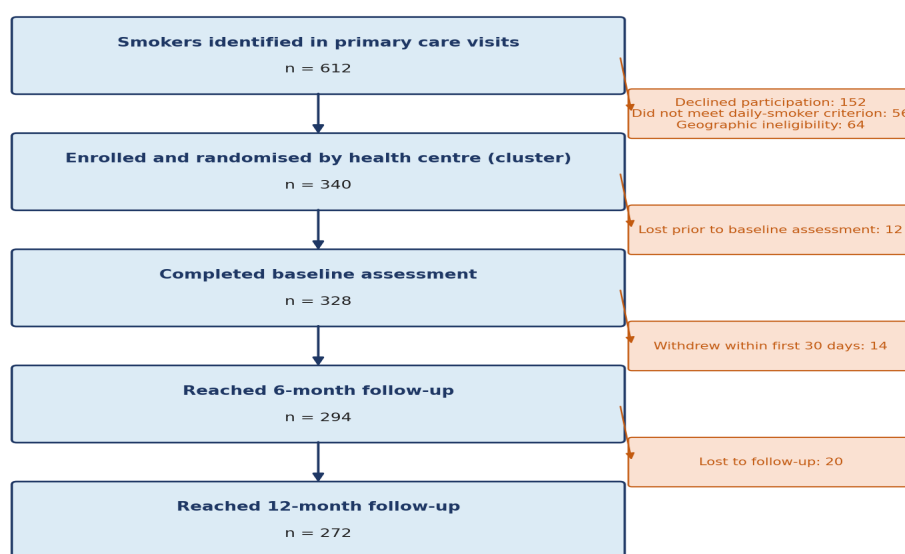 Smokers identified in primary care visits
n = 612
Declined participation: 152
Did not meet daily-smoker criterion: 56
Geographic ineligibility: 64
Enrolled and randomised by health centre (cluster)
n = 340
Lost prior to baseline assessment: 12
Completed baseline assessment
n = 328
Withdrew within first 30 days: 14
Reached 6-month follow-up
n = 294
Lost to follow-up: 20
Reached 12-month follow-up
n = 272